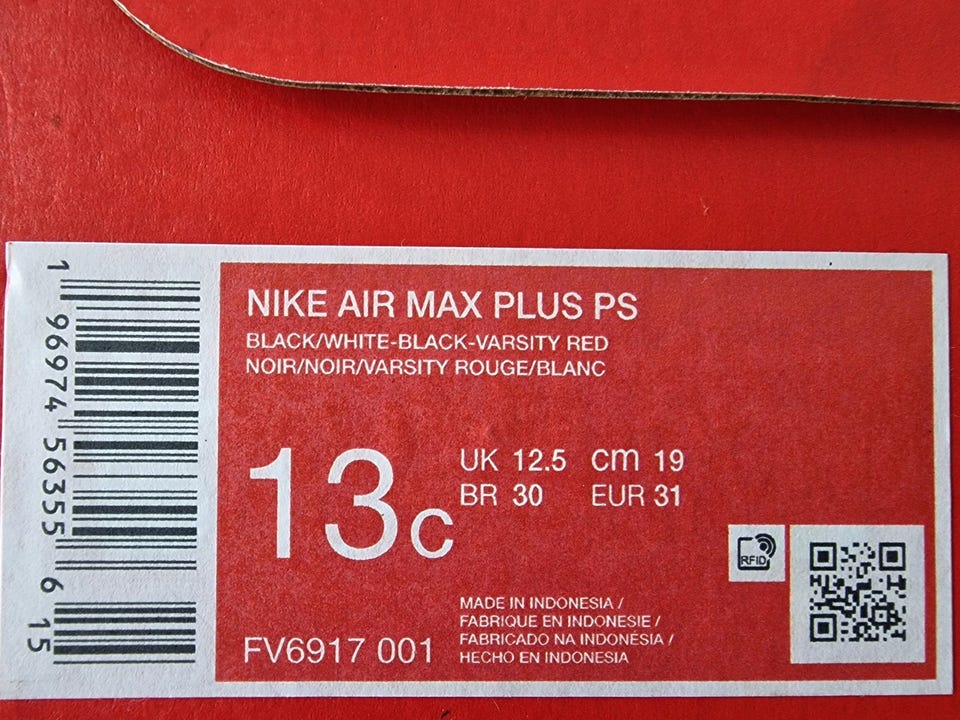 NIKE AIR MAX PLUS PS
BLACK/WHITE-BLACK-VARSITY RED
NOIR/NOIR/VARSITY ROUGE/BLANC
13C
UK 12.5 CM 19
BR 30 EUR 31
RFID
MADE IN INDONESIA /
FABRIQUE EN INDONESIE /
FABRICADO NA INDONÉSIA /
HECHO EN INDONESIA
FV6917 001
1 96974 56355 6 15